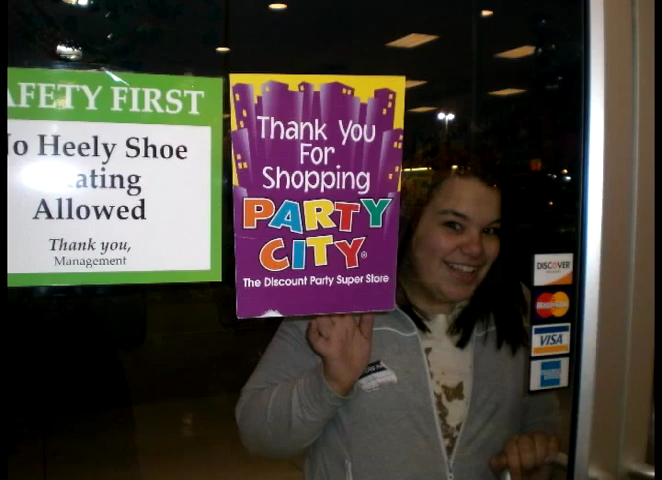 AFETY FIRST
o Heely Shoe
ating
Allowed
Thank you,
Management
Thank You
For
Shopping
PARTY
CITY®
The Discount Party Super Store
DISCOVER
MasterCard
VISA